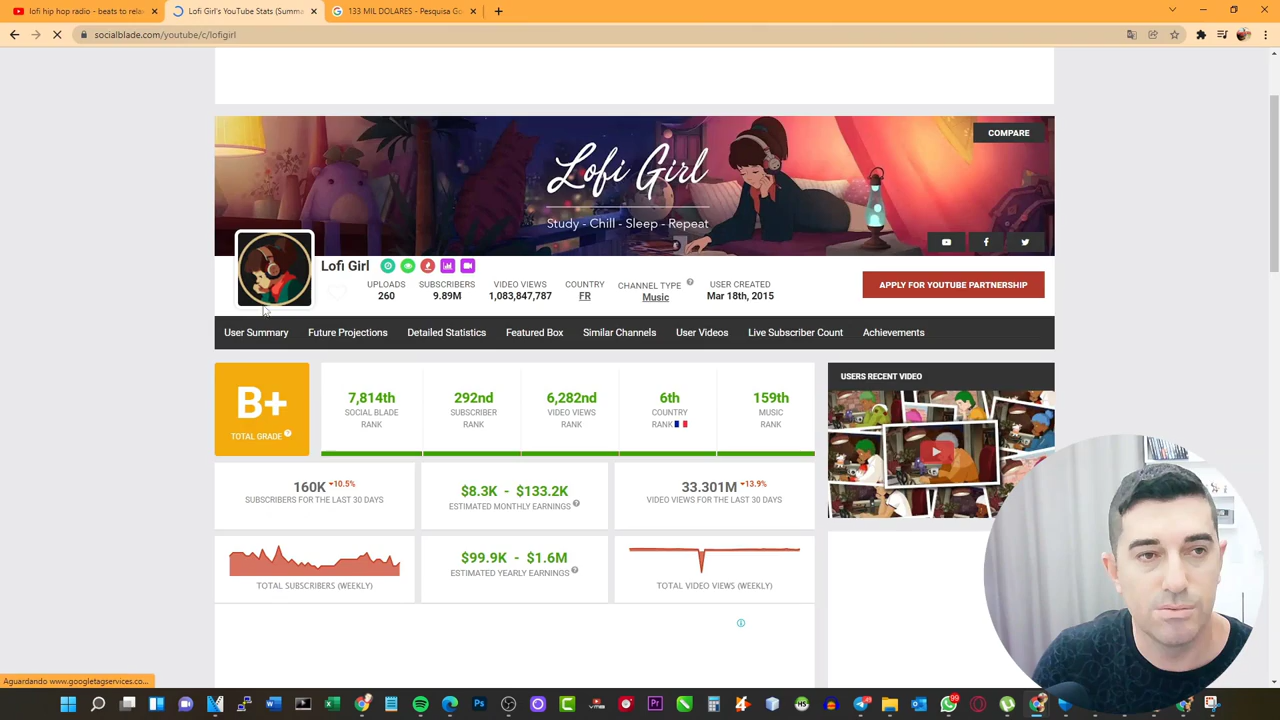 lofi hip hop radio - beats to rela
Lofi Girl's YouTube Stats (Summa
133 MIL DOLARES - Pesquisa Go
socialblade.com/youtube/c/lofigirl
COMPARE
Lofi Girl
Study - Chill - Sleep - Repeat
Lofi Girl
UPLOADS
260
SUBSCRIBERS
9.89M
VIDEO VIEWS
1,083,847,787
COUNTRY
FR
CHANNEL TYPE
Music
USER CREATED
Mar 18th, 2015
APPLY FOR YOUTUBE PARTNERSHIP
User Summary
Future Projections
Detailed Statistics
Featured Box
Similar Channels
User Videos
Live Subscriber Count
Achievements
B+
TOTAL GRADE
7,814th
SOCIAL BLADE
RANK
292nd
SUBSCRIBER
RANK
6,282nd
VIDEO VIEWS
RANK
6th
COUNTRY
RANK
159th
MUSIC
RANK
USERS RECENT VIDEO
160K 10.5%
SUBSCRIBERS FOR THE LAST 30 DAYS
$8.3K - $133.2K
ESTIMATED MONTHLY EARNINGS
33.301M 13.9%
VIDEO VIEWS FOR THE LAST 30 DAYS
TOTAL SUBSCRIBERS (WEEKLY)
$99.9K - $1.6M
ESTIMATED YEARLY EARNINGS
TOTAL VIDEO VIEWS (WEEKLY)
Aguardando www.googletagservices.co...
99